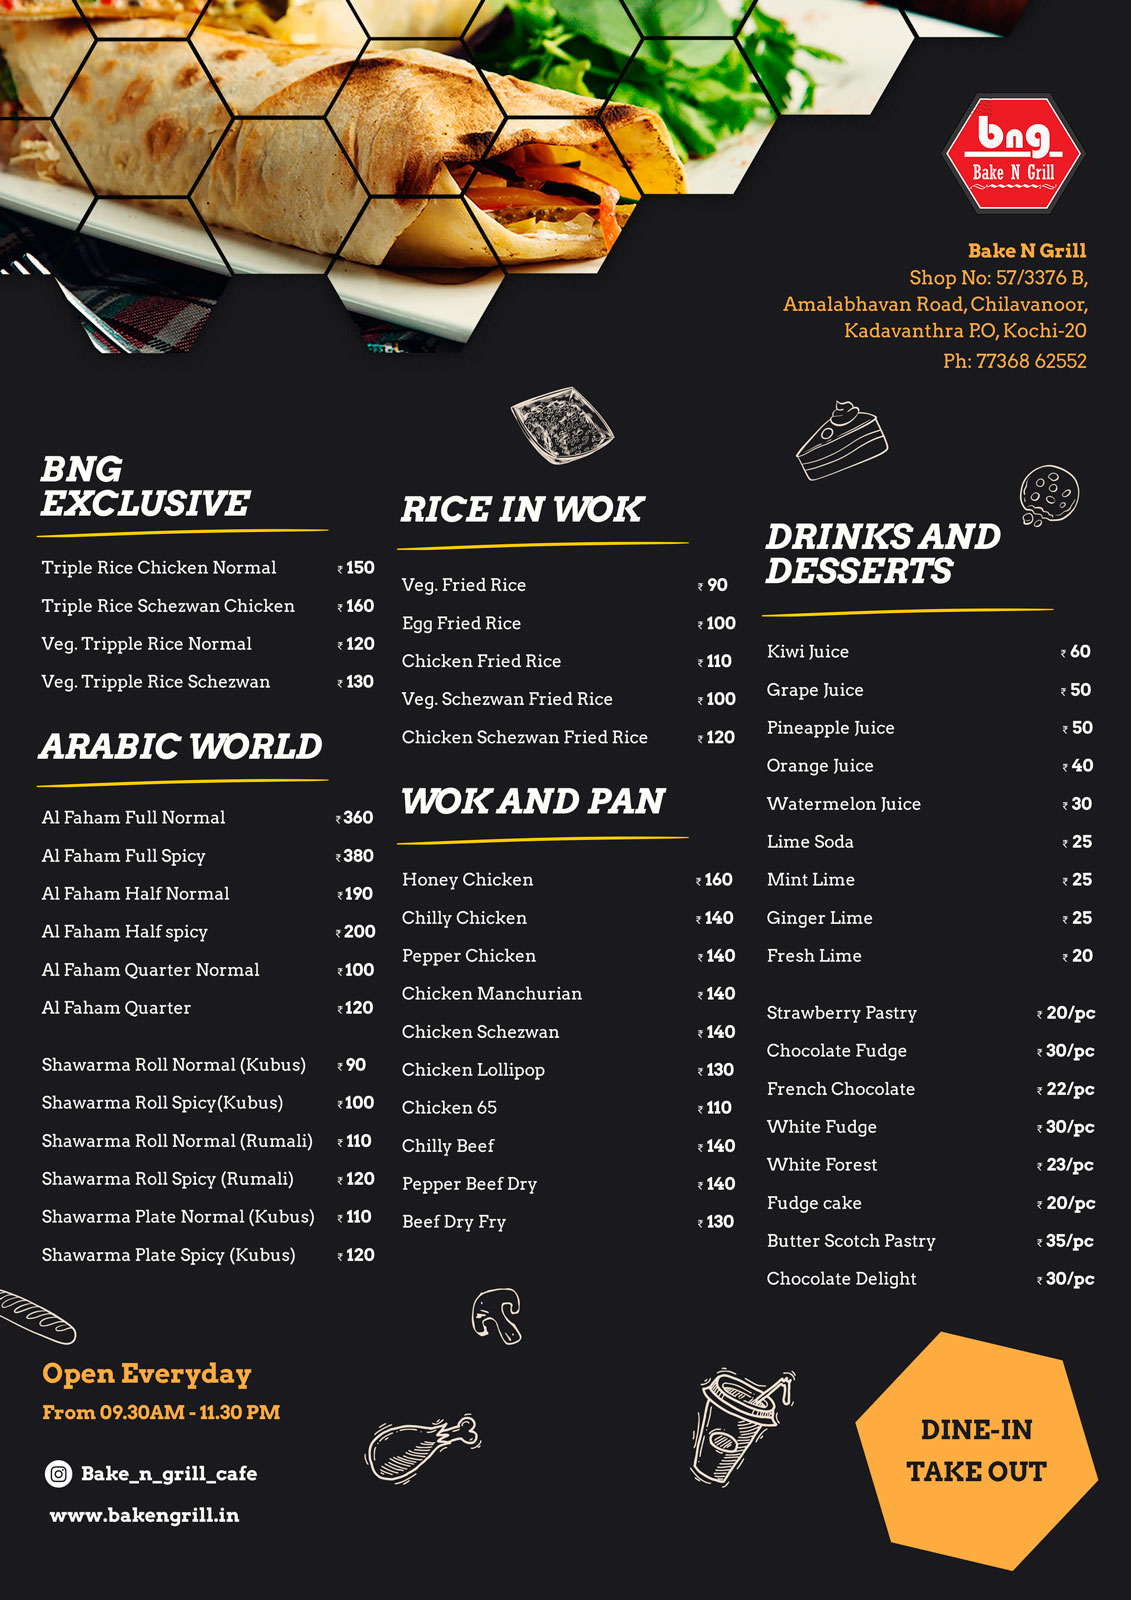 bng
Bake N Grill
Bake N Grill
Shop No: 57/3376 B,
Amalabhavan Road, Chilavanoor,
Kadavanthra P.O, Kochi-20
Ph: 77368 62552
BNG
EXCLUSIVE
Triple Rice Chicken Normal ₹ 150
Triple Rice Schezwan Chicken ₹ 160
Veg. Tripple Rice Normal ₹ 120
Veg. Tripple Rice Schezwan ₹ 130
ARABIC WORLD
Al Faham Full Normal ₹ 360
Al Faham Full Spicy ₹ 380
Al Faham Half Normal ₹ 190
Al Faham Half spicy ₹ 200
Al Faham Quarter Normal ₹ 100
Al Faham Quarter ₹ 120
Shawarma Roll Normal (Kubus) ₹ 90
Shawarma Roll Spicy(Kubus) ₹ 100
Shawarma Roll Normal (Rumali) ₹ 110
Shawarma Roll Spicy (Rumali) ₹ 120
Shawarma Plate Normal (Kubus) ₹ 110
Shawarma Plate Spicy (Kubus) ₹ 120
RICE IN WOK
Veg. Fried Rice ₹ 90
Egg Fried Rice ₹ 100
Chicken Fried Rice ₹ 110
Veg. Schezwan Fried Rice ₹ 100
Chicken Schezwan Fried Rice ₹ 120
WOK AND PAN
Honey Chicken ₹ 160
Chilly Chicken ₹ 140
Pepper Chicken ₹ 140
Chicken Manchurian ₹ 140
Chicken Schezwan ₹ 140
Chicken Lollipop ₹ 130
Chicken 65 ₹ 110
Chilly Beef ₹ 140
Pepper Beef Dry ₹ 140
Beef Dry Fry ₹ 130
DRINKS AND
DESSERTS
Kiwi Juice ₹ 60
Grape Juice ₹ 50
Pineapple Juice ₹ 50
Orange Juice ₹ 40
Watermelon Juice ₹ 30
Lime Soda ₹ 25
Mint Lime ₹ 25
Ginger Lime ₹ 25
Fresh Lime ₹ 20
Strawberry Pastry ₹ 20/pc
Chocolate Fudge ₹ 30/pc
French Chocolate ₹ 22/pc
White Fudge ₹ 30/pc
White Forest ₹ 23/pc
Fudge cake ₹ 20/pc
Butter Scotch Pastry ₹ 35/pc
Chocolate Delight ₹ 30/pc
Open Everyday
From 09.30AM - 11.30 PM
Bake_n_grill_cafe
www.bakengrill.in
DINE-IN
TAKE OUT